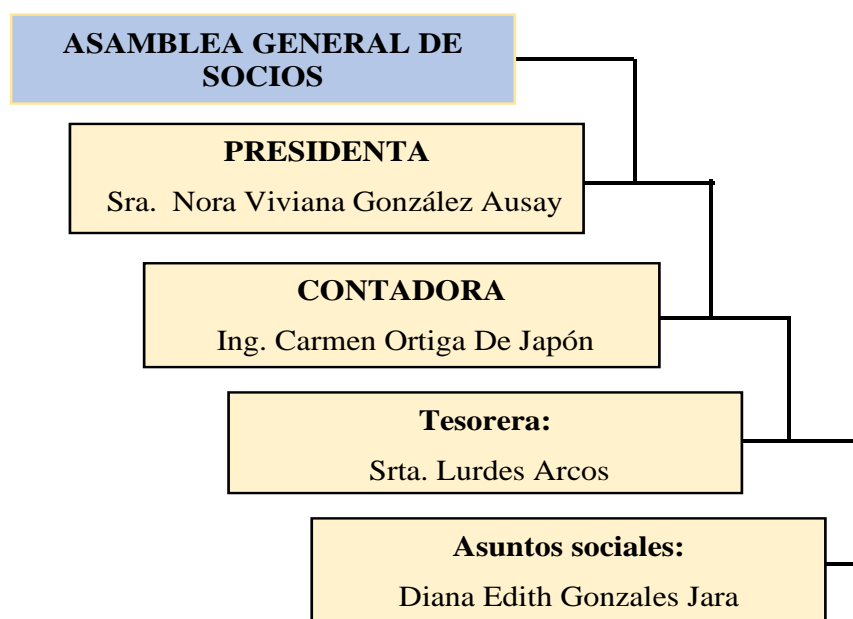 ASAMBLEA GENERAL DE
SOCIOS
PRESIDENTA
Sra. Nora Viviana González Ausay
CONTADORA
Ing. Carmen Ortiga De Japón
Tesorera:
Srta. Lurdes Arcos
Asuntos sociales:
Diana Edith Gonzales Jara